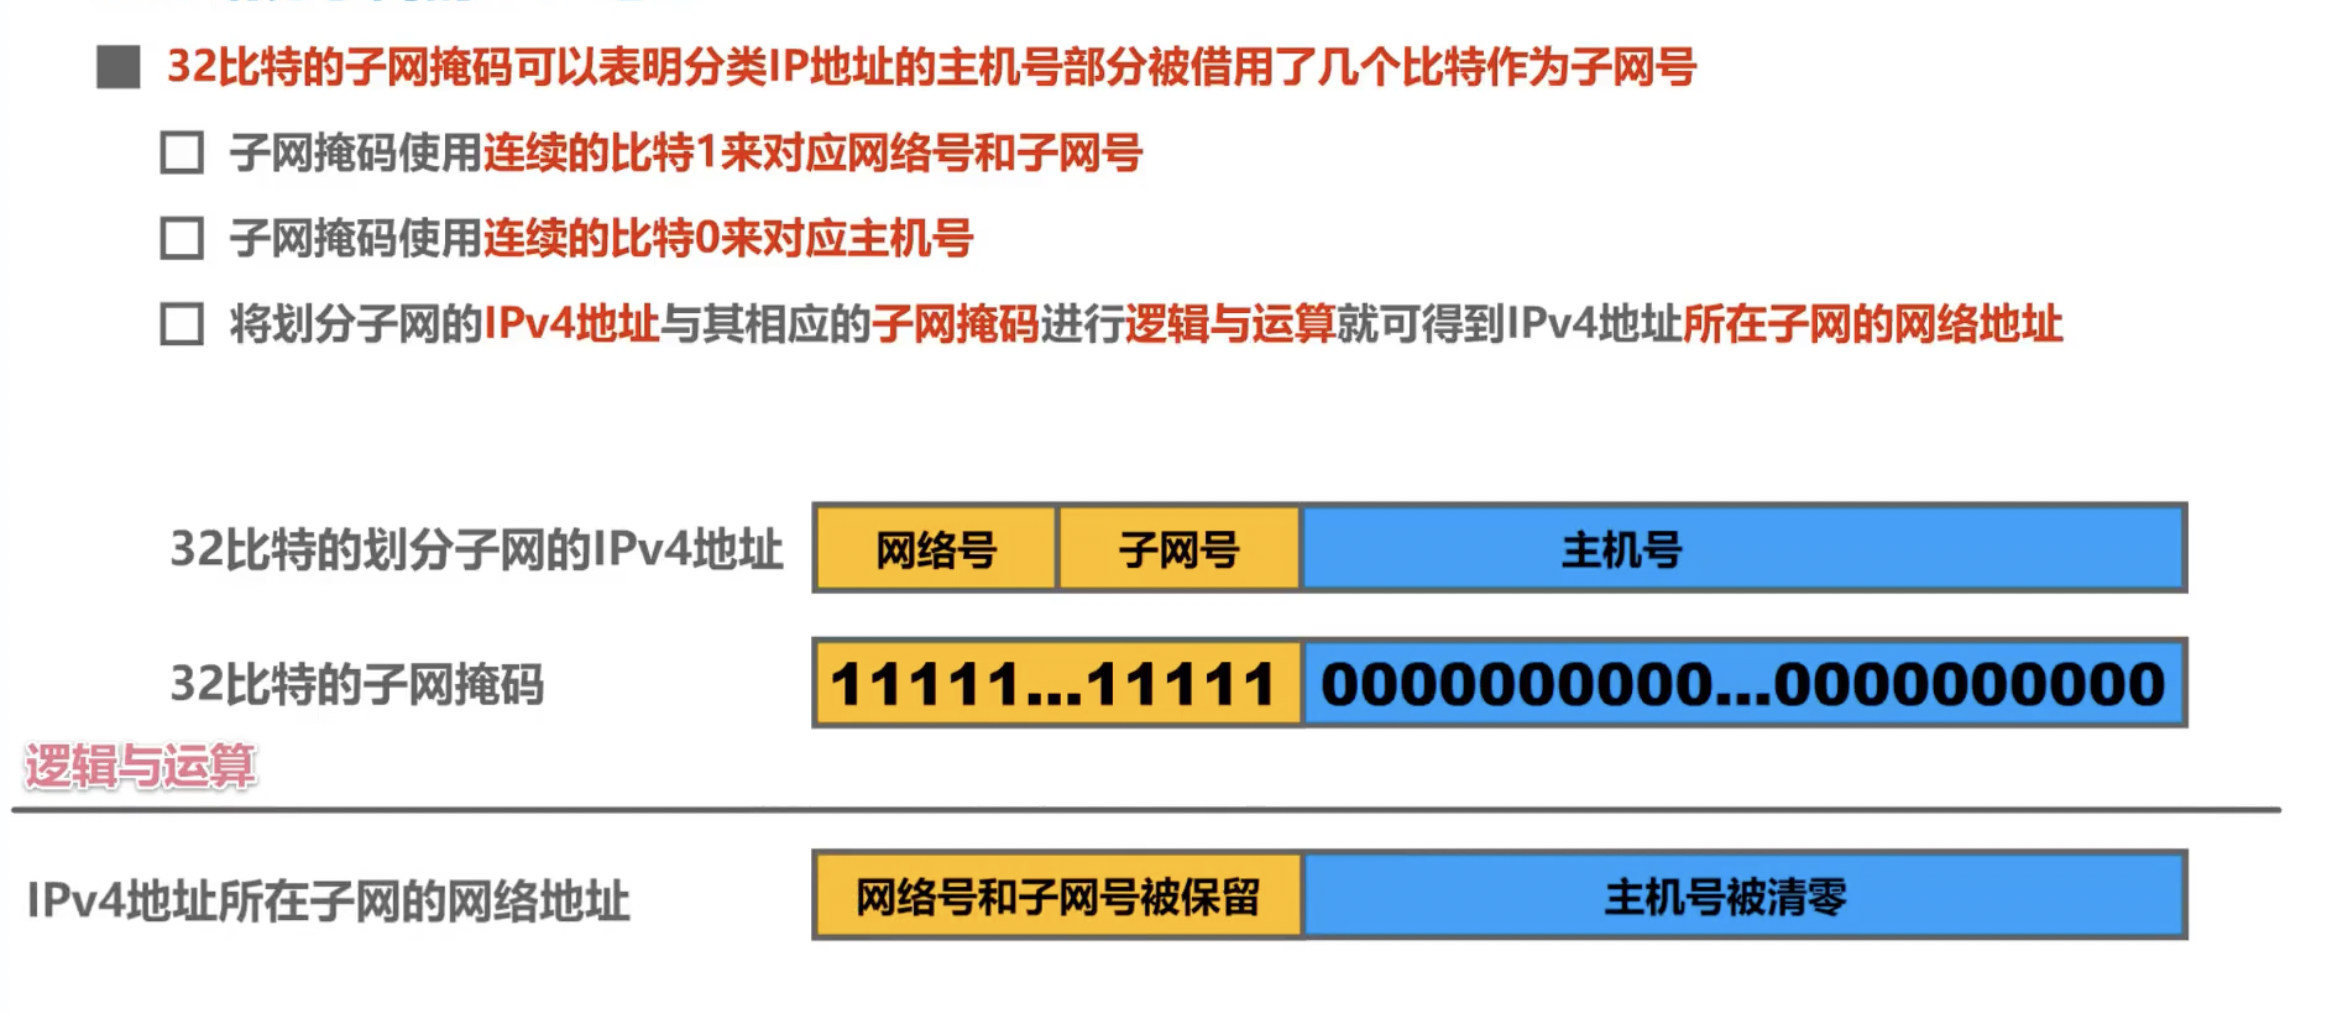 32比特的子网掩码可以表明分类IP地址的主机号部分被借用了几个比特作为子网号
子网掩码使用连续的比特1来对应网络号和子网号
子网掩码使用连续的比特0来对应主机号
将划分子网的IPv4地址与其相应的子网掩码进行逻辑与运算就可得到IPv4地址所在子网的网络地址
32比特的划分子网的IPv4地址 网络号 子网号 主机号
32比特的子网掩码 11111...11111 0000000000...0000000000
逻辑与运算
IPv4地址所在子网的网络地址 网络号和子网号被保留 主机号被清零